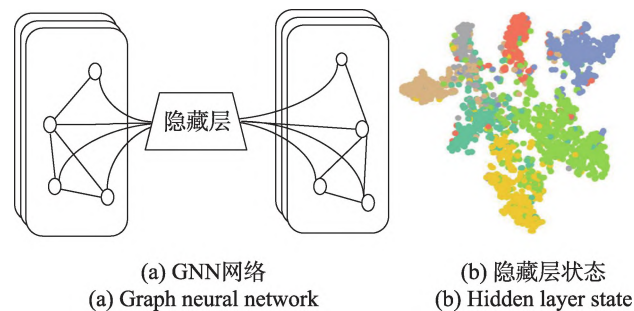 隐藏层
(a) GNN网络
(a) Graph neural network
(b) 隐藏层状态
(b) Hidden layer state